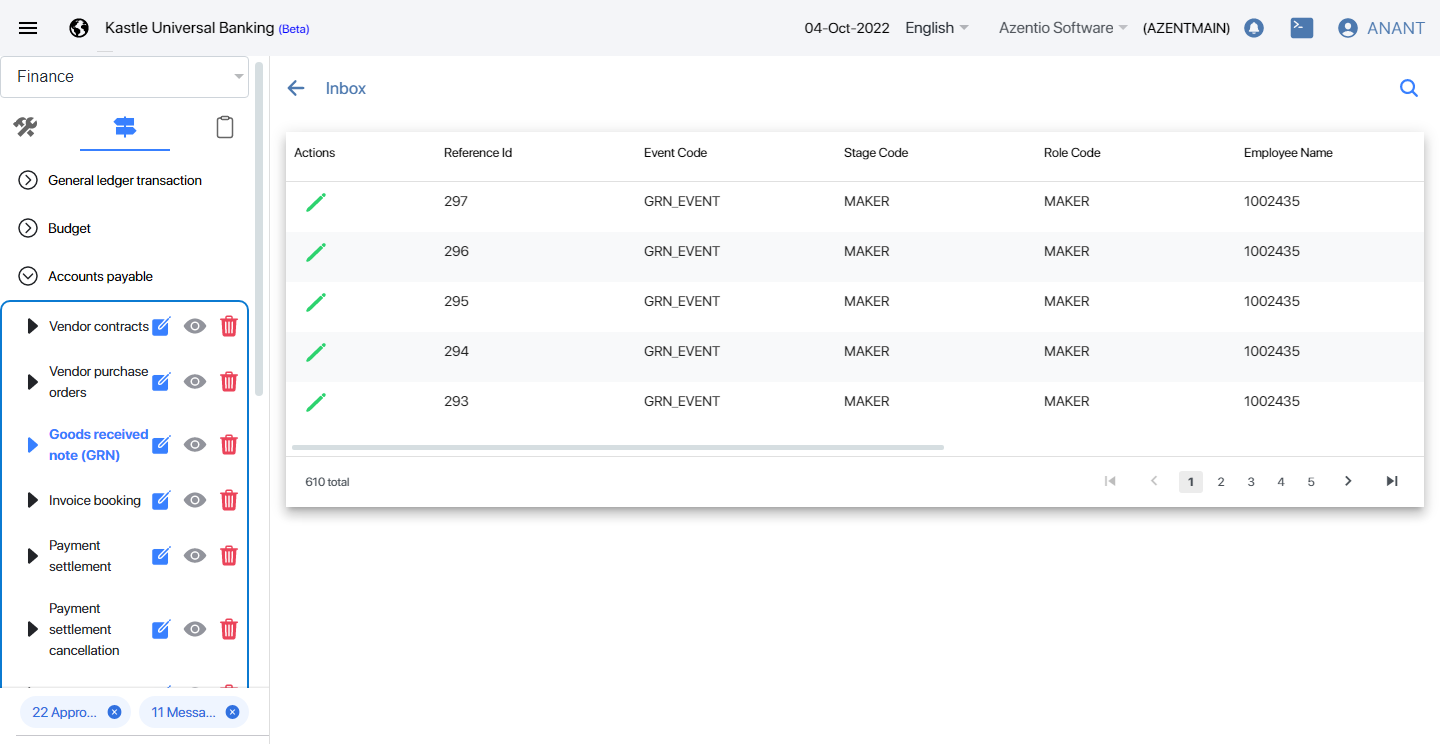 Kastle Universal Banking (Beta)
04-Oct-2022 English Azentio Software (AZENTMAIN) ANANT
Finance
General ledger transaction
Budget
Accounts payable
Vendor contracts
Vendor purchase
orders
Goods received
note (GRN)
Invoice booking
Payment
settlement
Payment
settlement
cancellation
22 Appro... 11 Messa...
Inbox
Actions Reference Id Event Code Stage Code Role Code Employee Name
297 GRN_EVENT MAKER MAKER 1002435
296 GRN_EVENT MAKER MAKER 1002435
295 GRN_EVENT MAKER MAKER 1002435
294 GRN_EVENT MAKER MAKER 1002435
293 GRN_EVENT MAKER MAKER 1002435
610 total 1 2 3 4 5